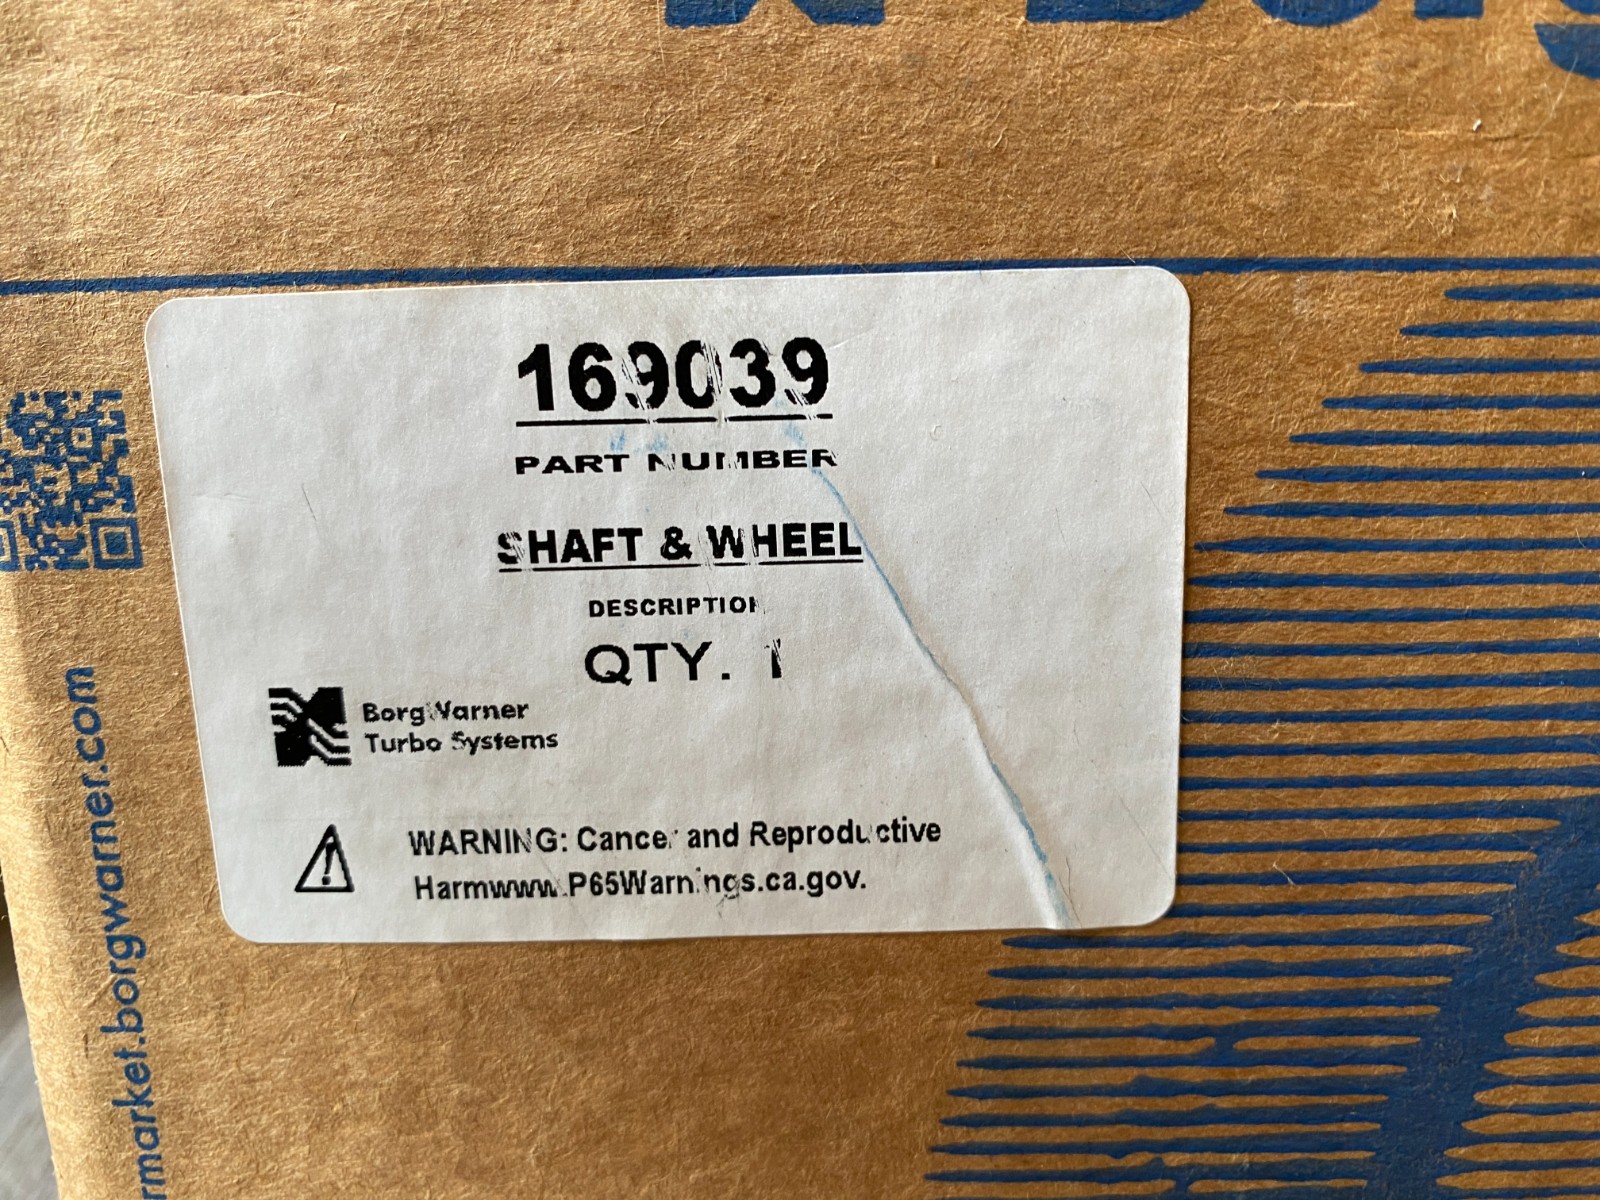 169039
PART NUMBER
SHAFT & WHEEL
DESCRIPTION
QTY. 1
BorgWarner
Turbo Systems
WARNING: Cancer and Reproductive
Harmwww.P65Warnings.ca.gov.
rmarket.borgwarner.com